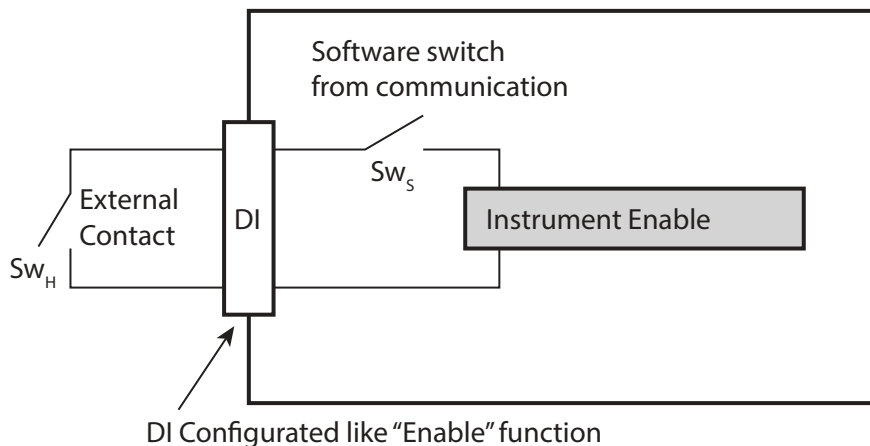 Software switch
from communication
Sw_S
External
Contact
DI
Instrument Enable
Sw_H
DI Configurated like “Enable” function